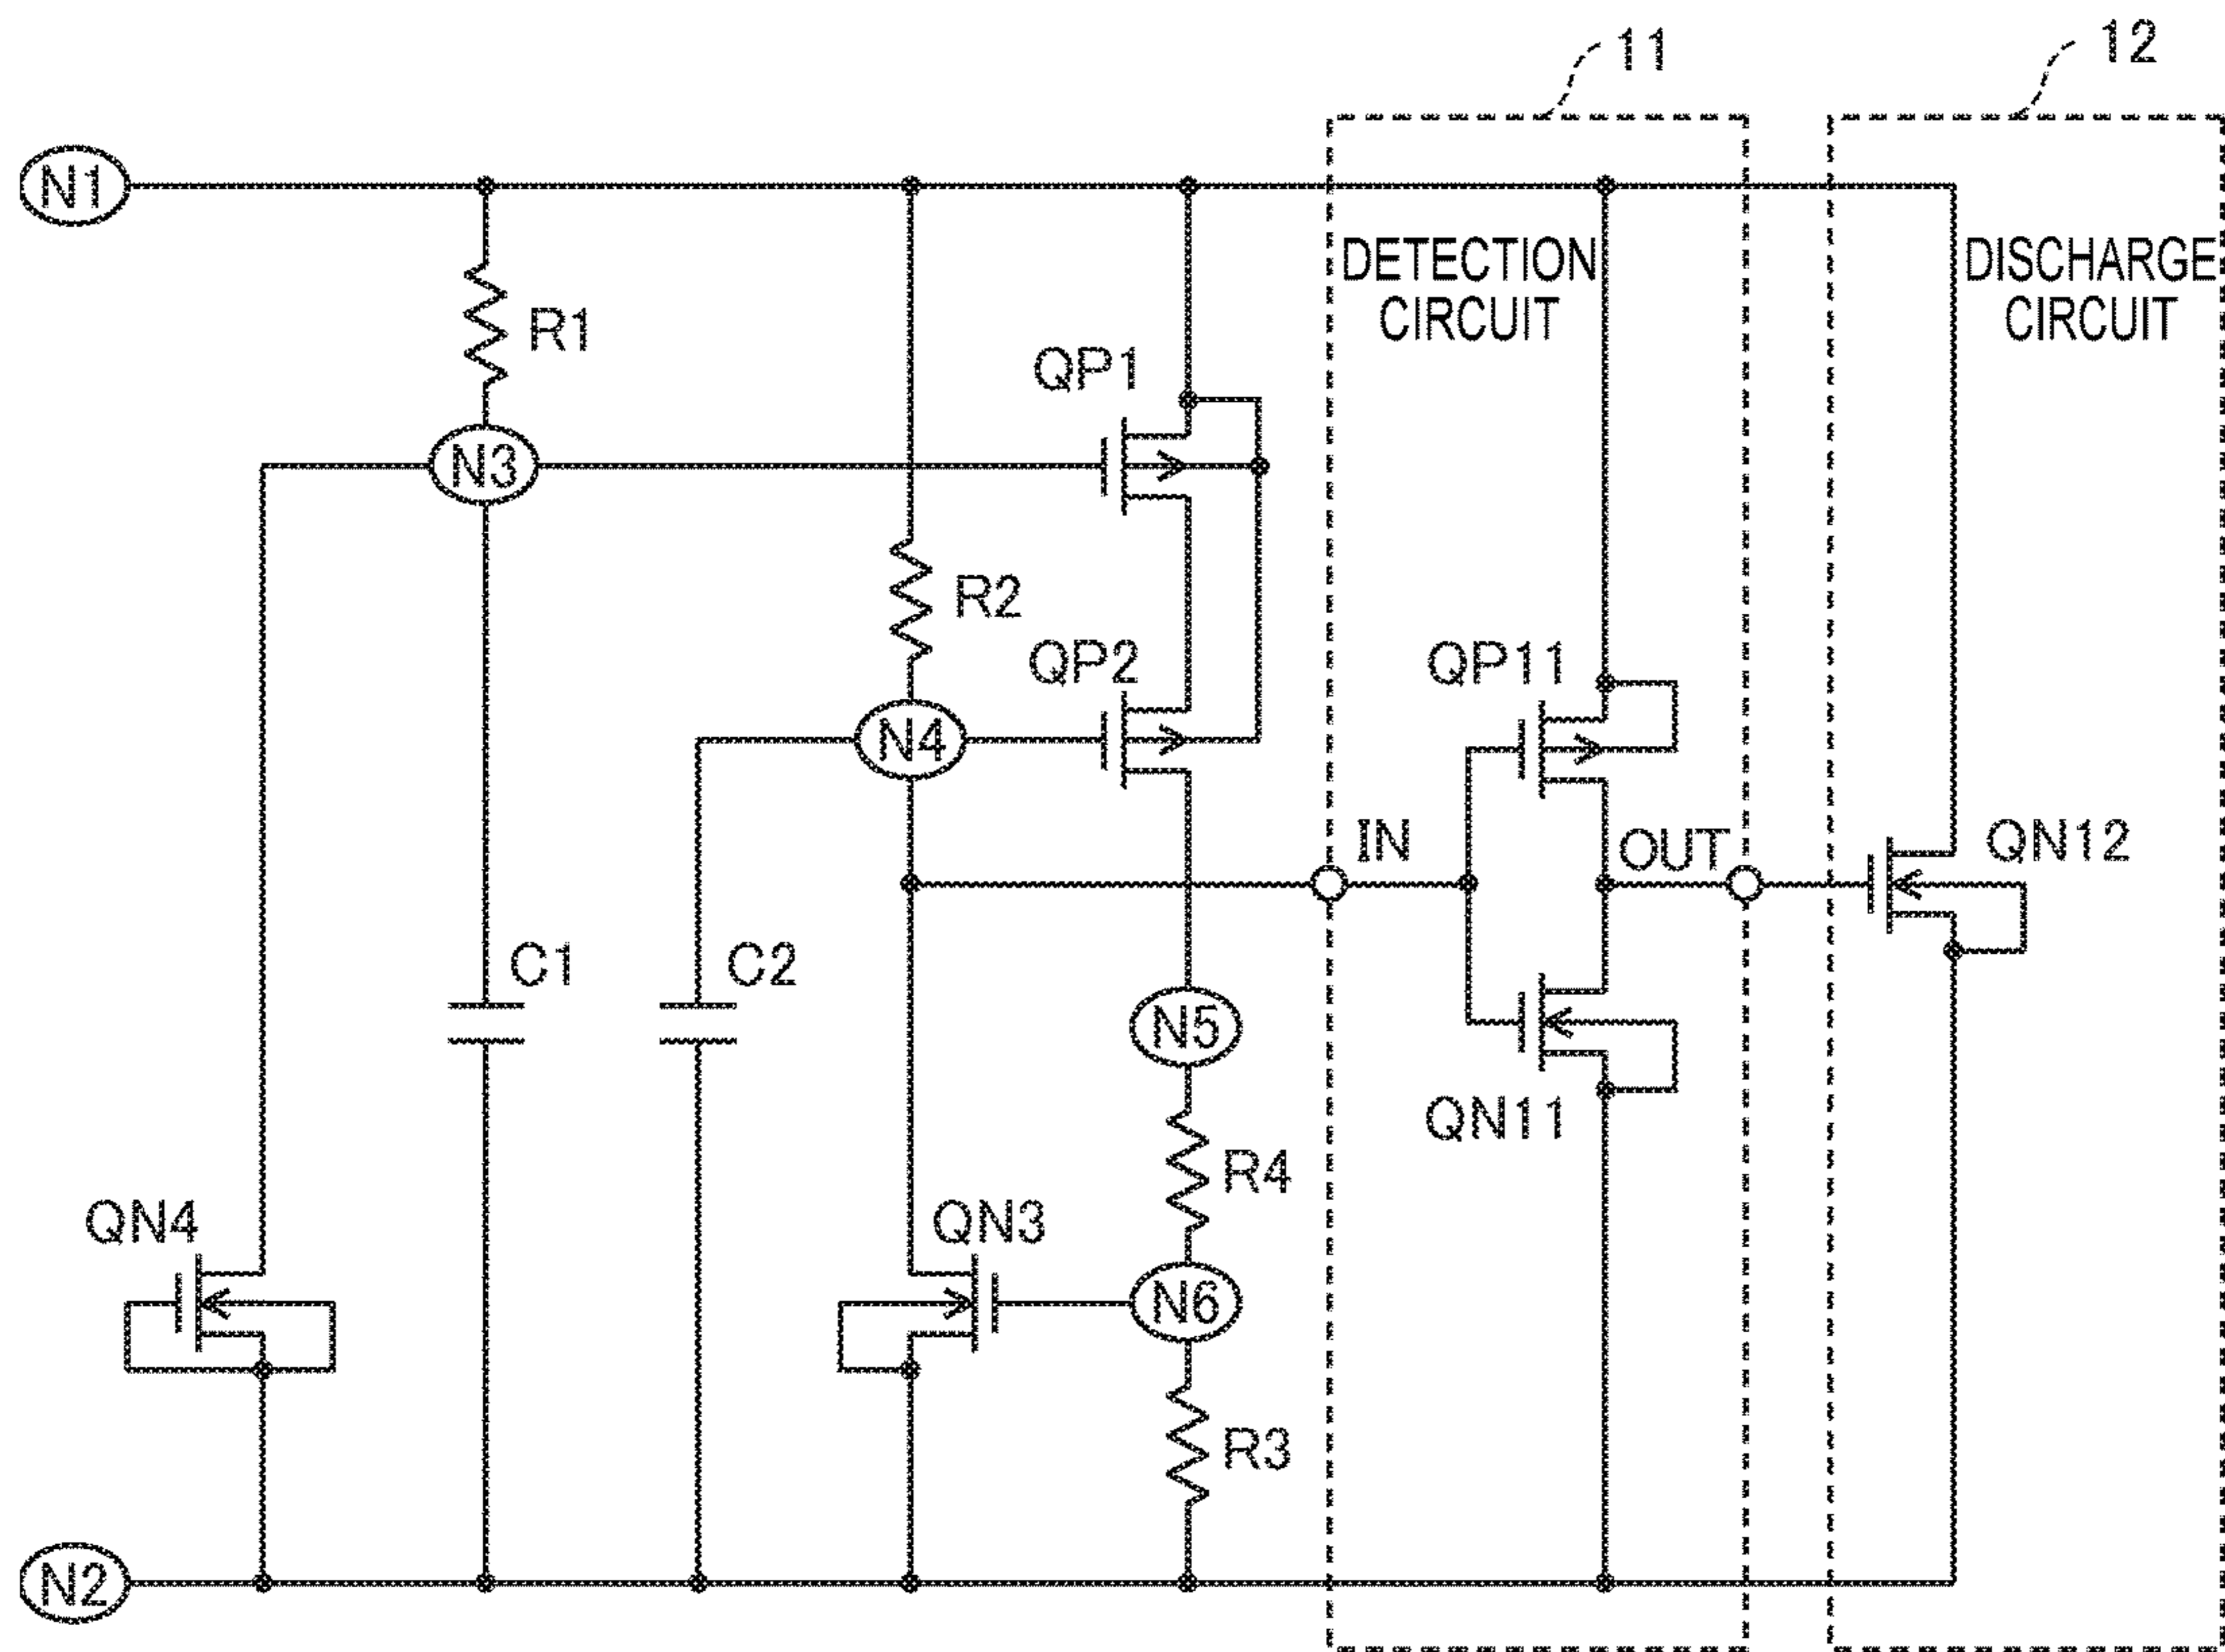 11
12
N1
DETECTION
CIRCUIT
DISCHARGE
CIRCUIT
R1
QP1
N3
R2
QP2
QP11
N4
IN
OUT
QN12
C1
C2
N5
QN11
R4
QN4
QN3
N6
R3
N2